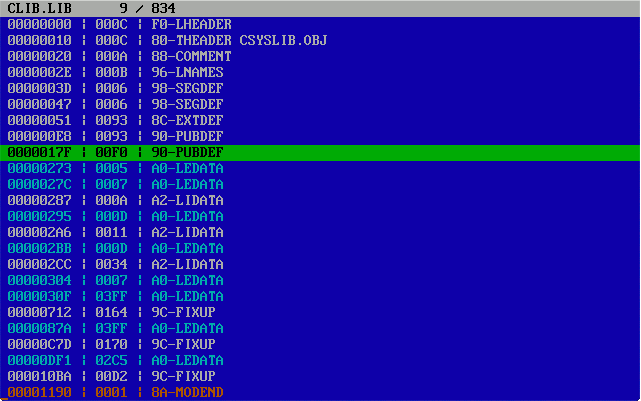 CLIB.LIB 9 / 834
00000000 ¦ 000C ¦ F0-LHEADER
00000010 ¦ 000C ¦ 80-THEADER CSYSLIB.OBJ
00000020 ¦ 000A ¦ 88-COMMENT
0000002E ¦ 000B ¦ 96-LNAMES
0000003D ¦ 0006 ¦ 98-SEGDEF
00000047 ¦ 0006 ¦ 98-SEGDEF
00000051 ¦ 0093 ¦ 8C-EXTDEF
000000E8 ¦ 0093 ¦ 90-PUBDEF
0000017F ¦ 00F0 ¦ 90-PUBDEF
00000273 ¦ 0005 ¦ A0-LEDATA
0000027C ¦ 0007 ¦ A0-LEDATA
00000287 ¦ 000A ¦ A2-LIDATA
00000295 ¦ 000D ¦ A0-LEDATA
000002A6 ¦ 0011 ¦ A2-LIDATA
000002BB ¦ 000D ¦ A0-LEDATA
000002CC ¦ 0034 ¦ A2-LIDATA
00000304 ¦ 0007 ¦ A0-LEDATA
0000030F ¦ 03FF ¦ A0-LEDATA
00000712 ¦ 0164 ¦ 9C-FIXUP
0000087A ¦ 03FF ¦ A0-LEDATA
00000C7D ¦ 0170 ¦ 9C-FIXUP
00000DF1 ¦ 02C5 ¦ A0-LEDATA
000010BA ¦ 00D2 ¦ 9C-FIXUP
00001190 ¦ 0001 ¦ 8A-MODEND